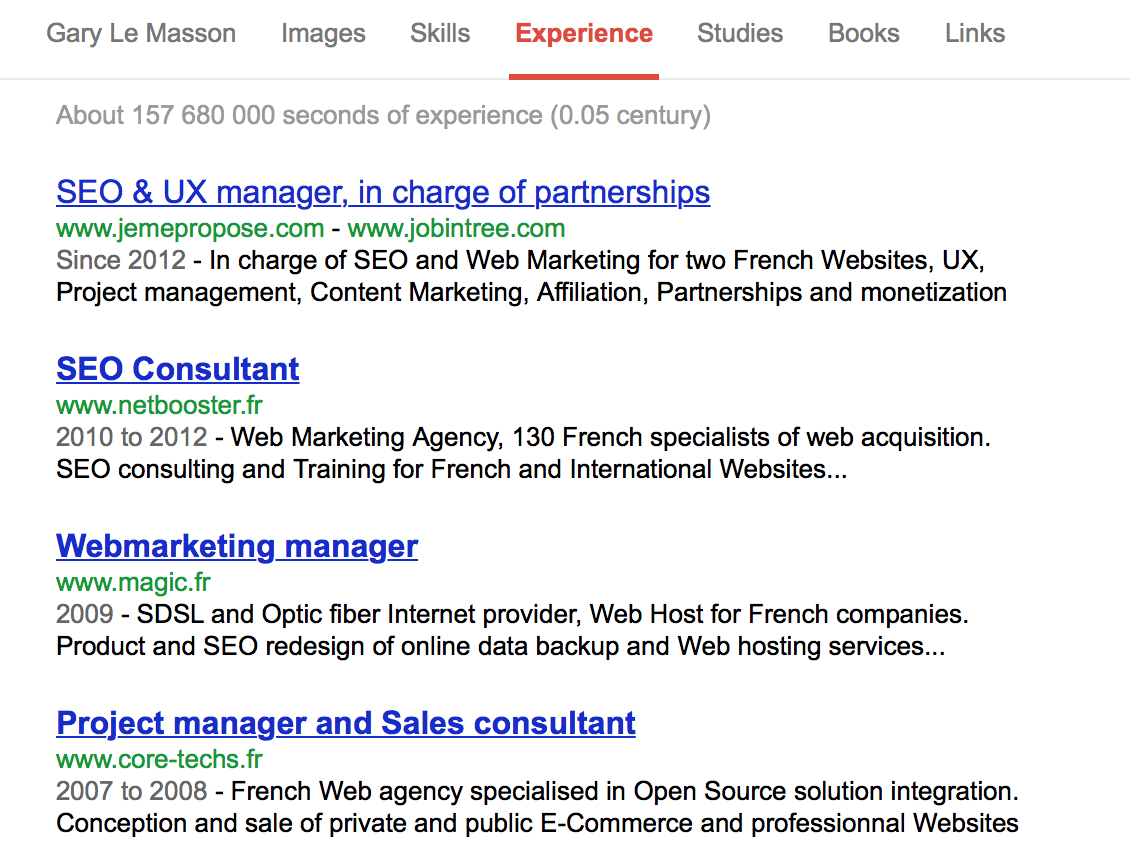 Gary Le Masson Images Skills Experience Studies Books Links
About 157 680 000 seconds of experience (0.05 century)
SEO & UX manager, in charge of partnerships
www.jemepropose.com - www.jobintree.com
Since 2012 - In charge of SEO and Web Marketing for two French Websites, UX,
Project management, Content Marketing, Affiliation, Partnerships and monetization
SEO Consultant
www.netbooster.fr
2010 to 2012 - Web Marketing Agency, 130 French specialists of web acquisition.
SEO consulting and Training for French and International Websites...
Webmarketing manager
www.magic.fr
2009 - SDSL and Optic fiber Internet provider, Web Host for French companies.
Product and SEO redesign of online data backup and Web hosting services...
Project manager and Sales consultant
www.core-techs.fr
2007 to 2008 - French Web agency specialised in Open Source solution integration.
Conception and sale of private and public E-Commerce and professionnal Websites